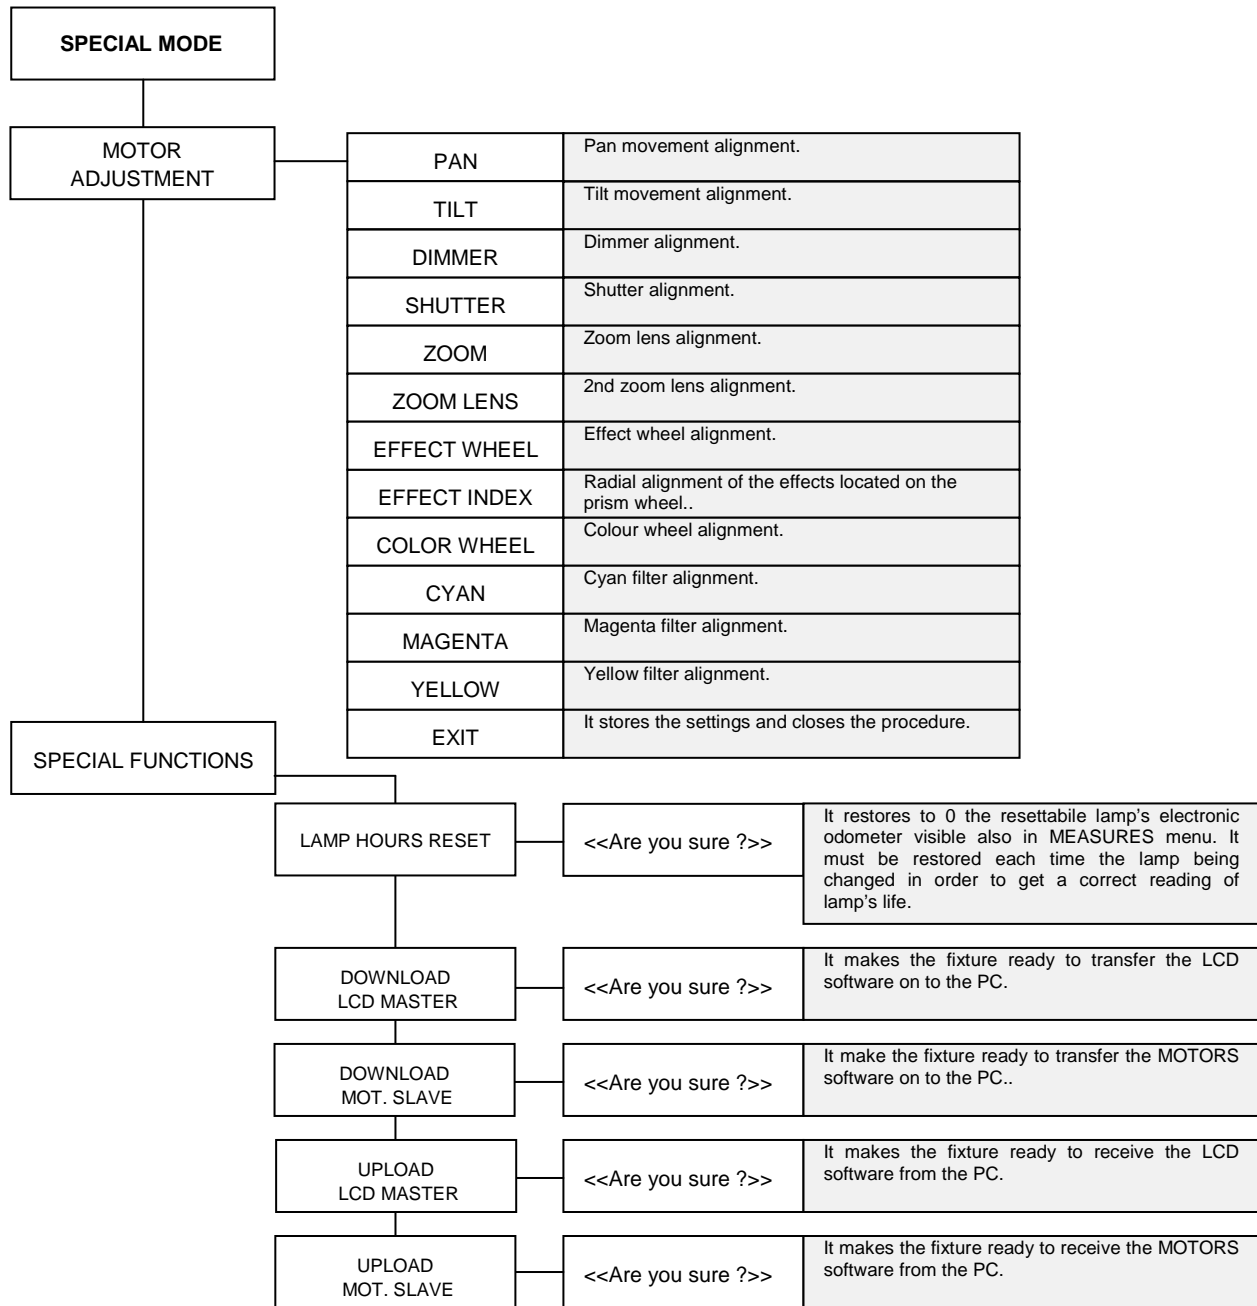 SPECIAL MODE
MOTOR
ADJUSTMENT
PAN
Pan movement alignment.
TILT
Tilt movement alignment.
DIMMER
Dimmer alignment.
SHUTTER
Shutter alignment.
ZOOM
Zoom lens alignment.
ZOOM LENS
2nd zoom lens alignment.
EFFECT WHEEL
Effect wheel alignment.
EFFECT INDEX
Radial alignment of the effects located on the
prism wheel..
COLOR WHEEL
Colour wheel alignment.
CYAN
Cyan filter alignment.
MAGENTA
Magenta filter alignment.
YELLOW
Yellow filter alignment.
EXIT
It stores the settings and closes the procedure.
SPECIAL FUNCTIONS
LAMP HOURS RESET
<<Are you sure ?>>
It restores to 0 the resettabile lamp’s electronic
odometer visible also in MEASURES menu. It
must be restored each time the lamp being
changed in order to get a correct reading of
lamp’s life.
DOWNLOAD
LCD MASTER
<<Are you sure ?>>
It makes the fixture ready to transfer the LCD
software on to the PC.
DOWNLOAD
MOT. SLAVE
<<Are you sure ?>>
It make the fixture ready to transfer the MOTORS
software on to the PC..
UPLOAD
LCD MASTER
<<Are you sure ?>>
It makes the fixture ready to receive the LCD
software from the PC.
UPLOAD
MOT. SLAVE
<<Are you sure ?>>
It makes the fixture ready to receive the MOTORS
software from the PC.